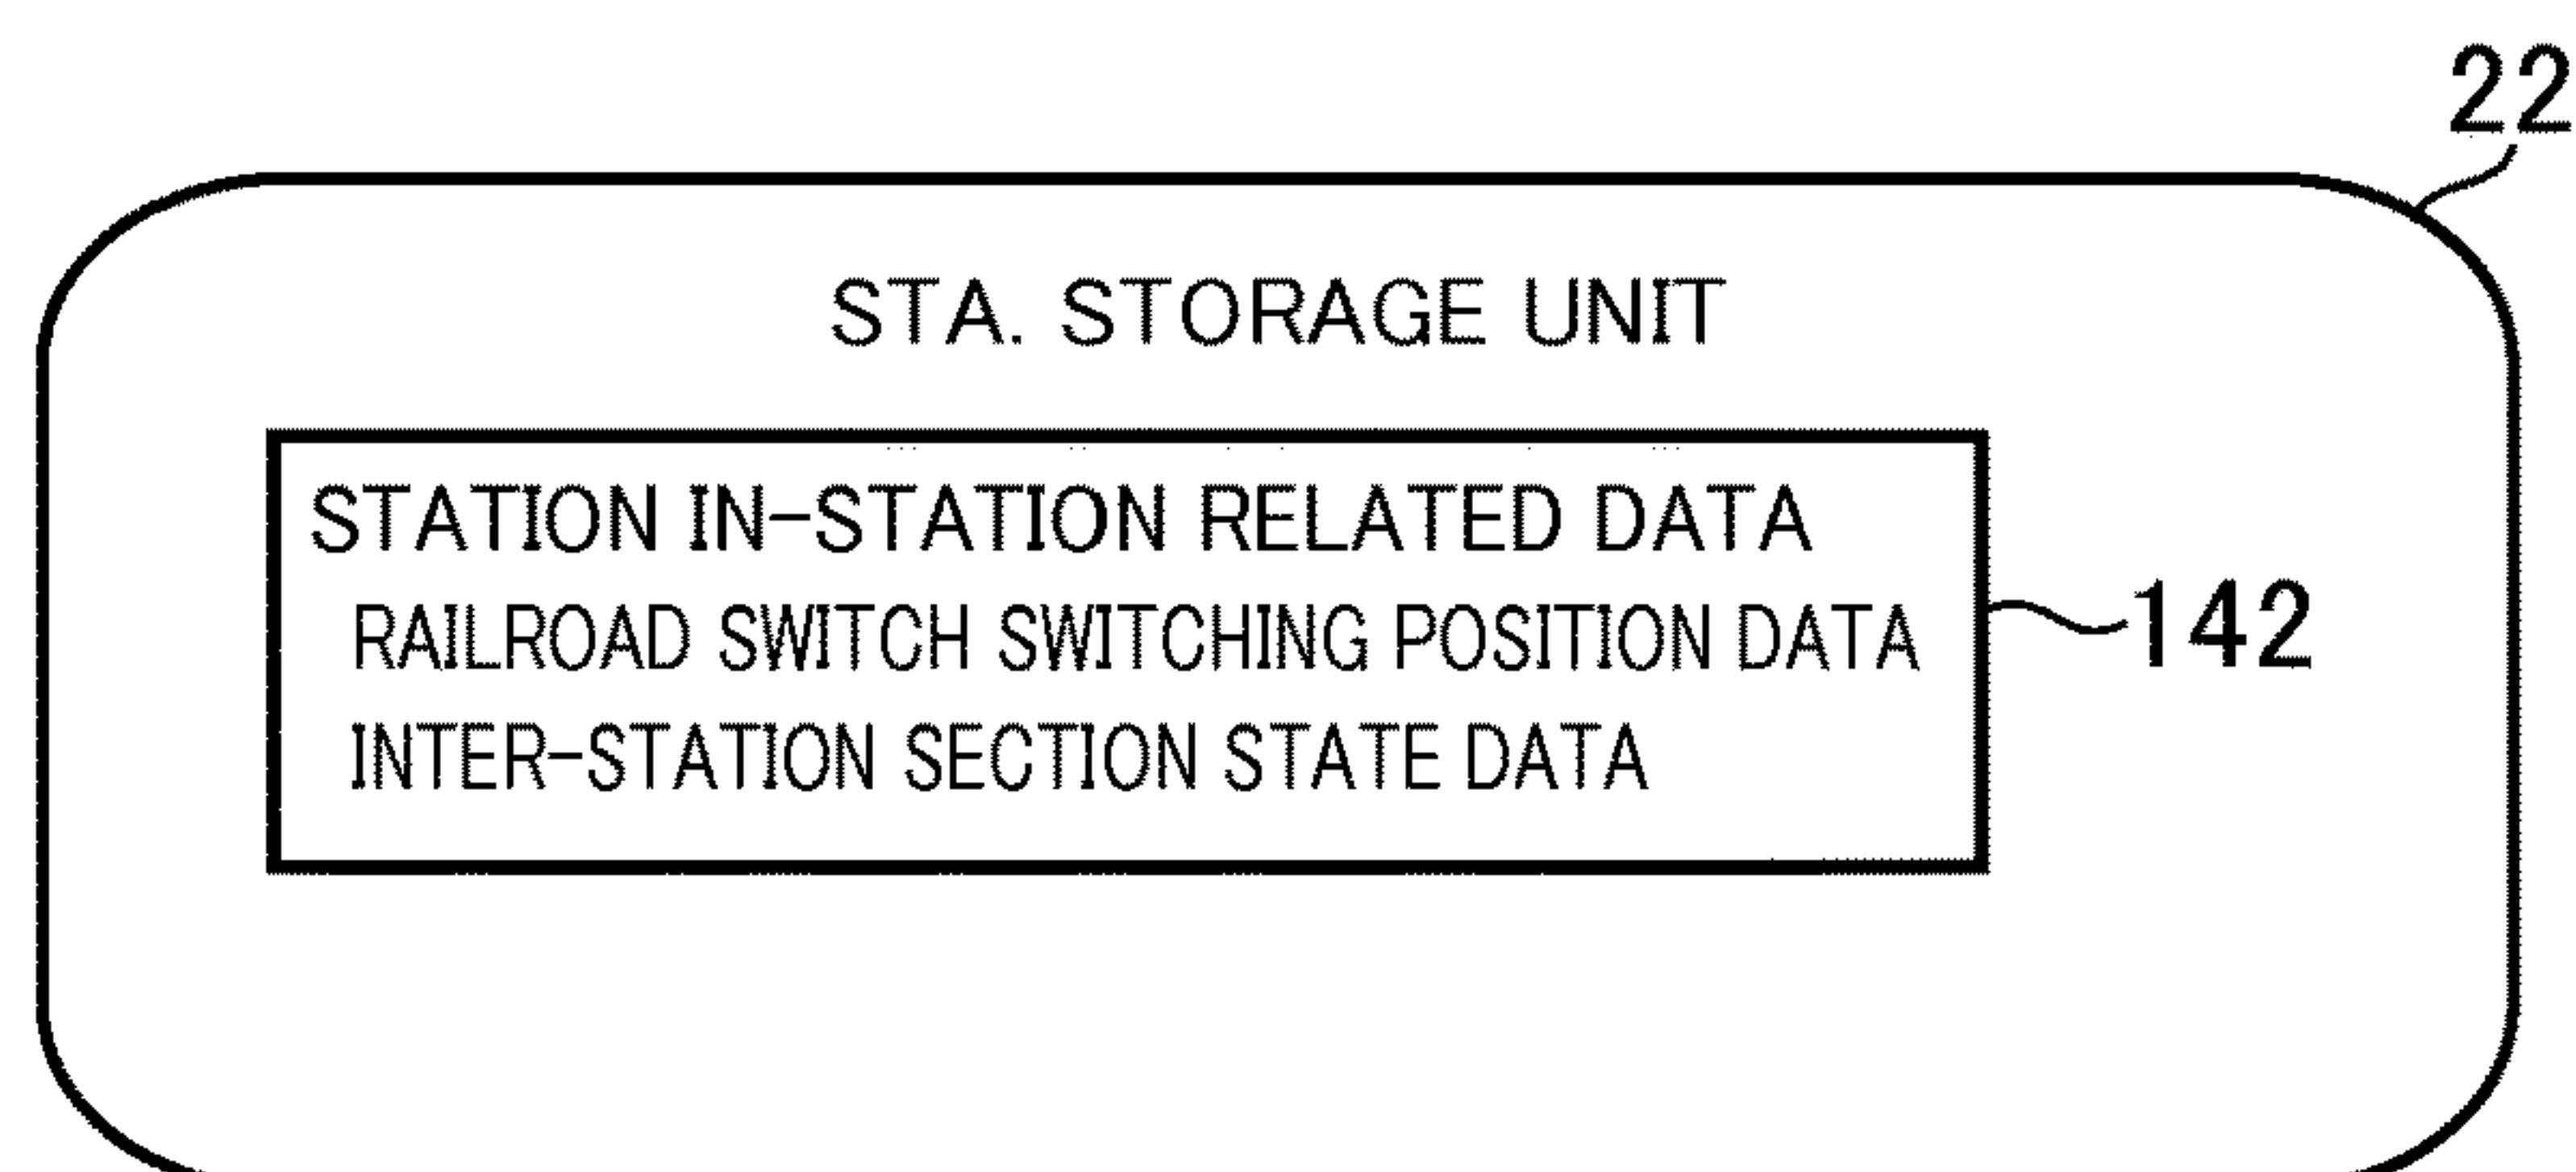 22
STA. STORAGE UNIT
STATION IN-STATION RELATED DATA
RAILROAD SWITCH SWITCHING POSITION DATA
142
INTER-STATION SECTION STATE DATA